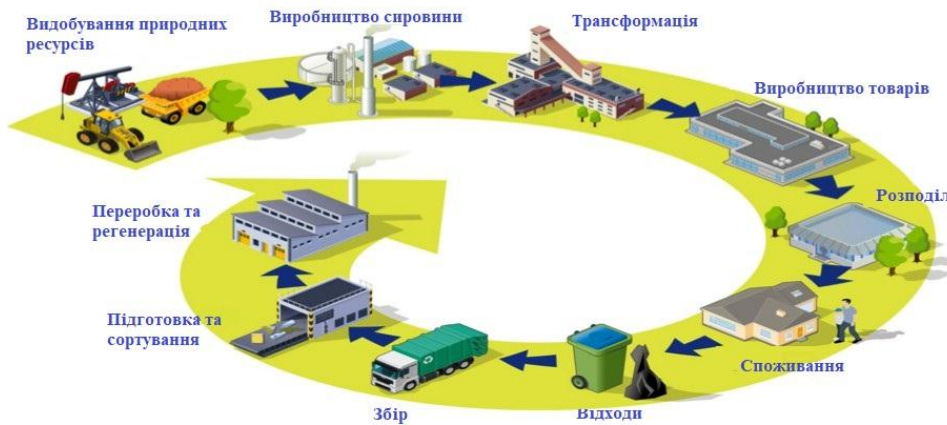 Видобування природних
ресурсів
Виробництво сировини
Трансформація
Виробництво товарів
Розподіл
Споживання
Відходи
Збір
Підготовка та
сортування
Переробка та
регенерація